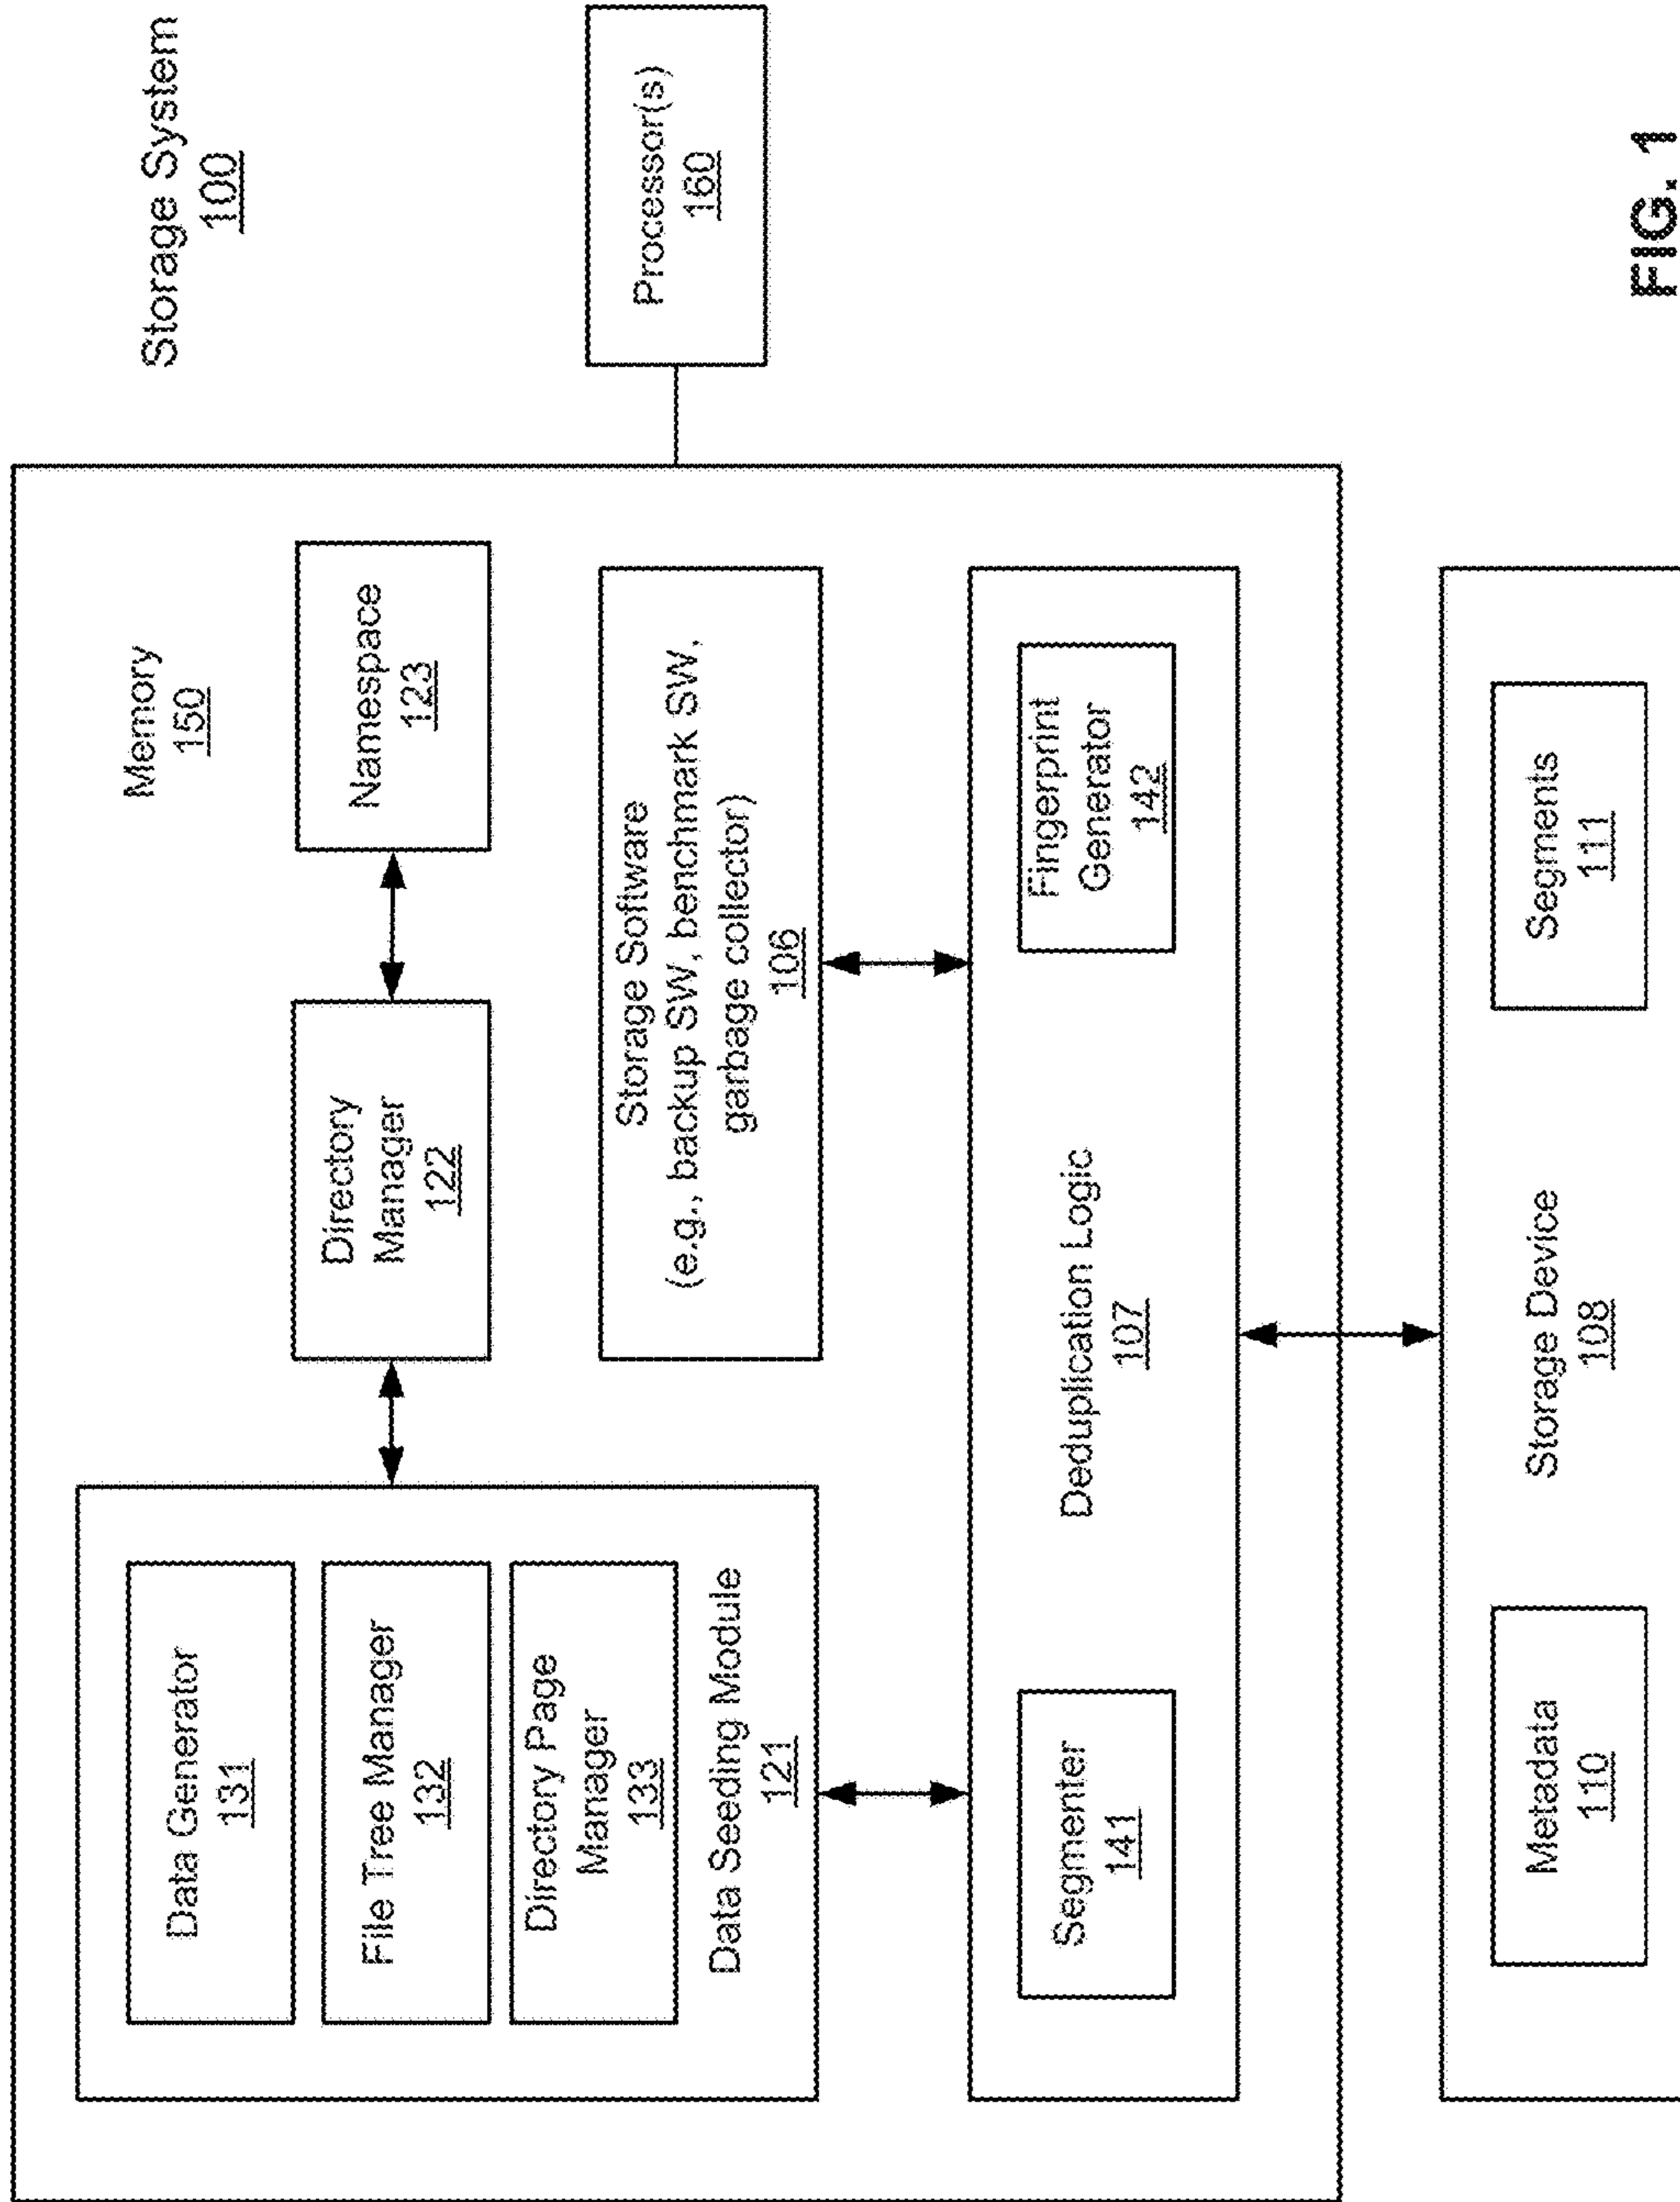 Storage System
100
Memory
150
Data Generator
131
File Tree Manager
132
Directory Page
Manager
133
Data Seeding Module
121
Directory
Manager
122
Namespace
123
Processor(s)
160
Storage Software
(e.g., backup SW, benchmark SW,
garbage collector)
106
Segmenter
141
Deduplication Logic
107
Fingerprint
Generator
142
Metadata
110
Storage Device
108
Segments
111
FIG. 1